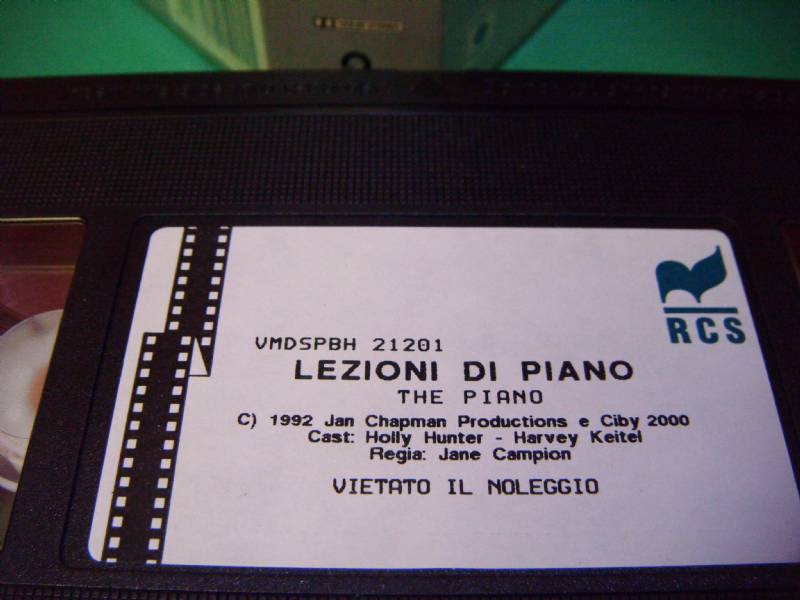 RCS
VMDSPBH 21201
LEZIONI DI PIANO
THE PIANO
C) 1992 Jan Chapman Productions e Ciby 2000
Cast: Holly Hunter - Harvey Keitel
Regia: Jane Campion
VIETATO IL NOLEGGIO